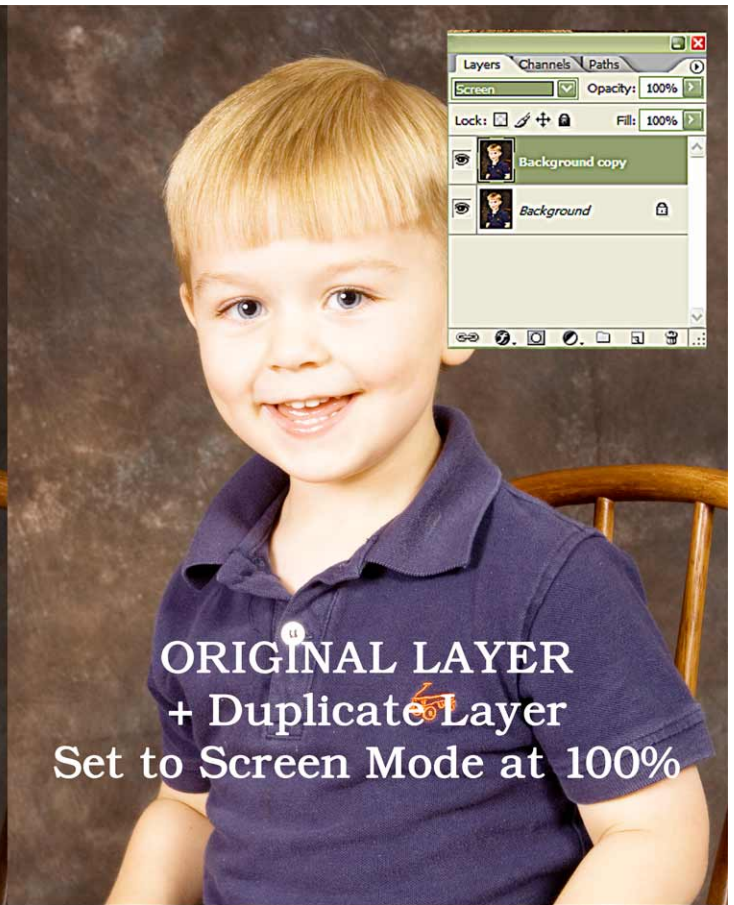 Layers Channels Paths
Screen Opacity: 100%
Lock: Fill: 100%
Background copy
Background
ORIGINAL LAYER
+ Duplicate Layer
Set to Screen Mode at 100%